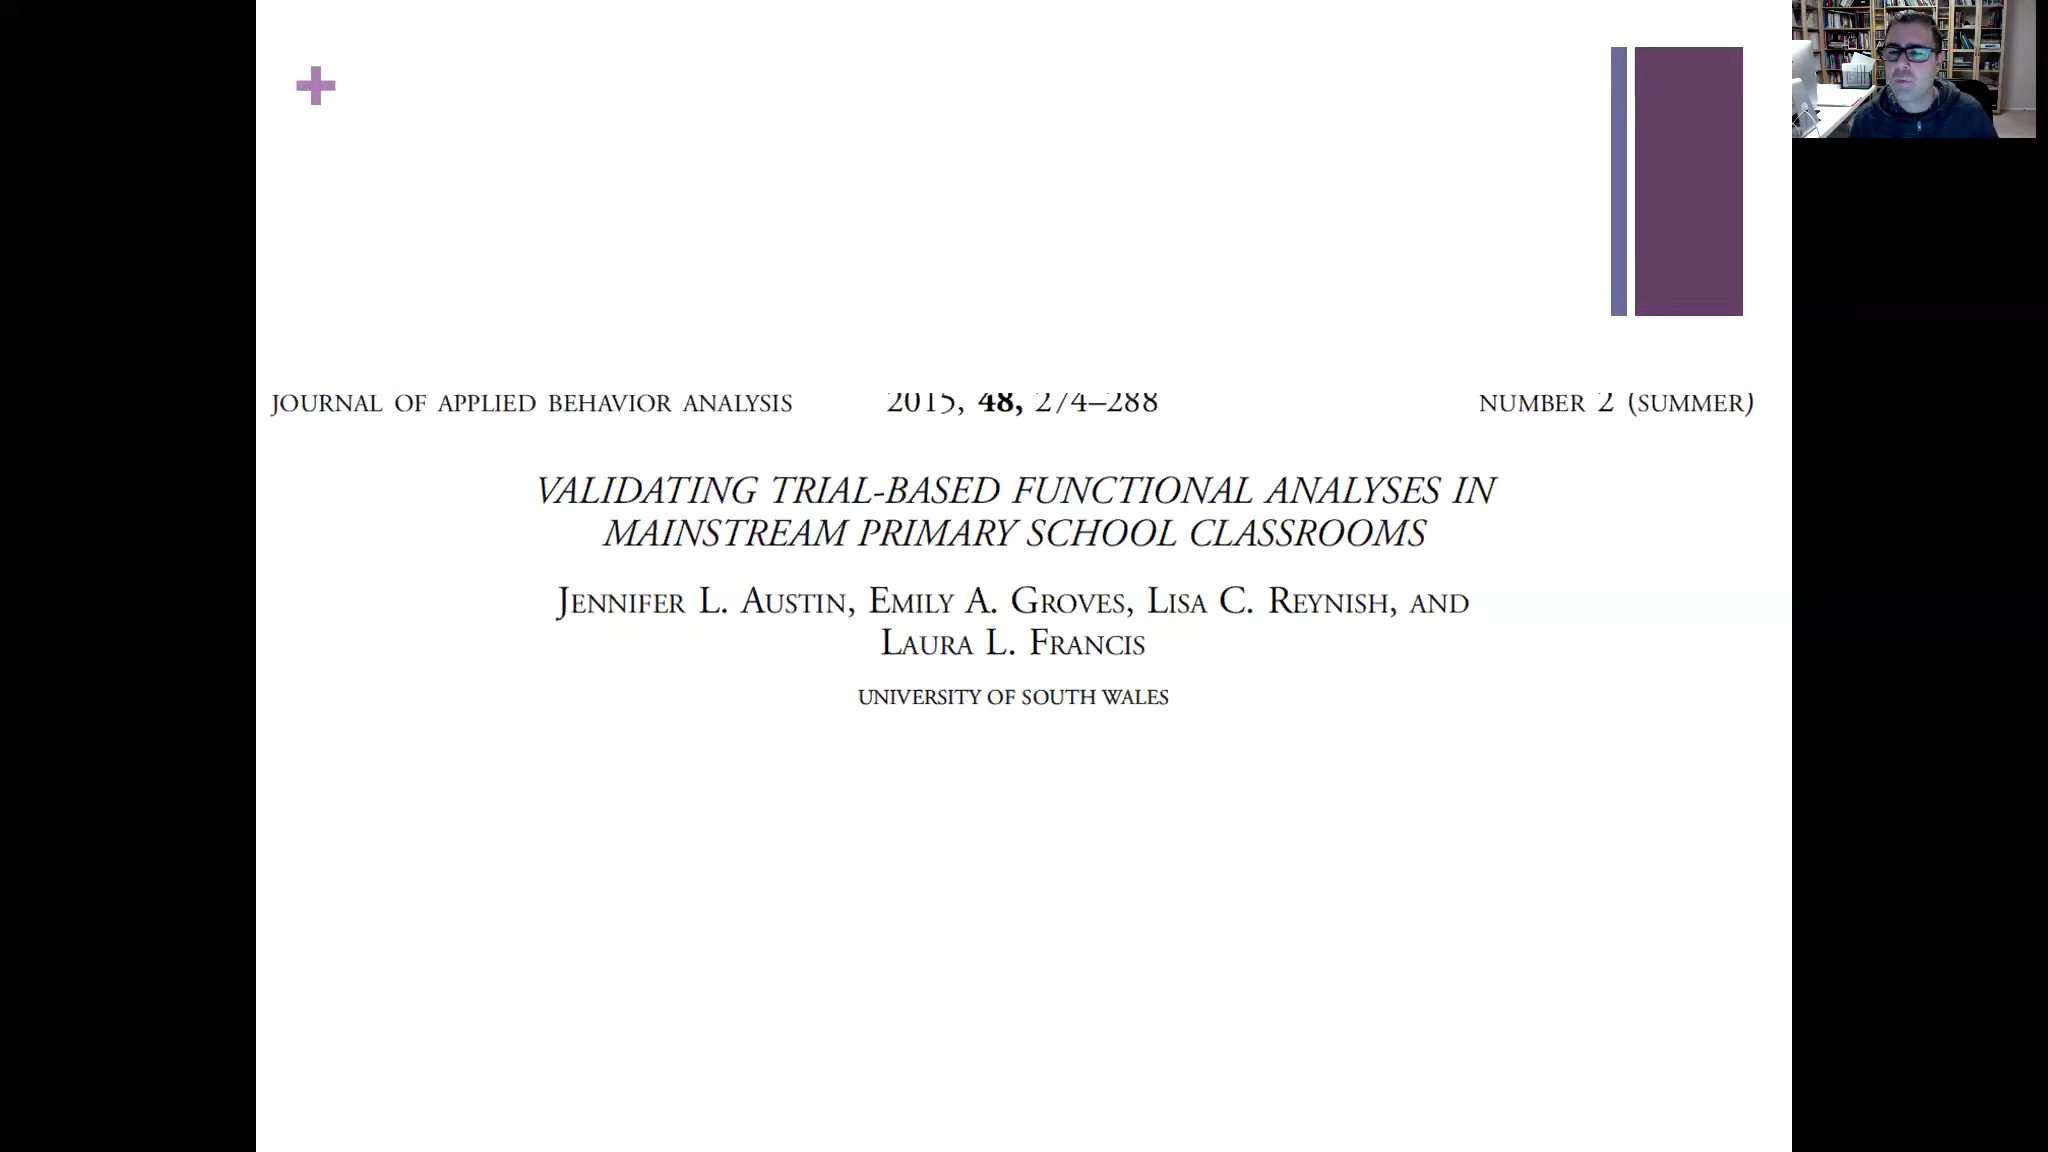 JOURNAL OF APPLIED BEHAVIOR ANALYSIS 2015, 48, 274–288 NUMBER 2 (SUMMER)
VALIDATING TRIAL-BASED FUNCTIONAL ANALYSES IN
MAINSTREAM PRIMARY SCHOOL CLASSROOMS
JENNIFER L. AUSTIN, EMILY A. GROVES, LISA C. REYNISH, AND
LAURA L. FRANCIS
UNIVERSITY OF SOUTH WALES